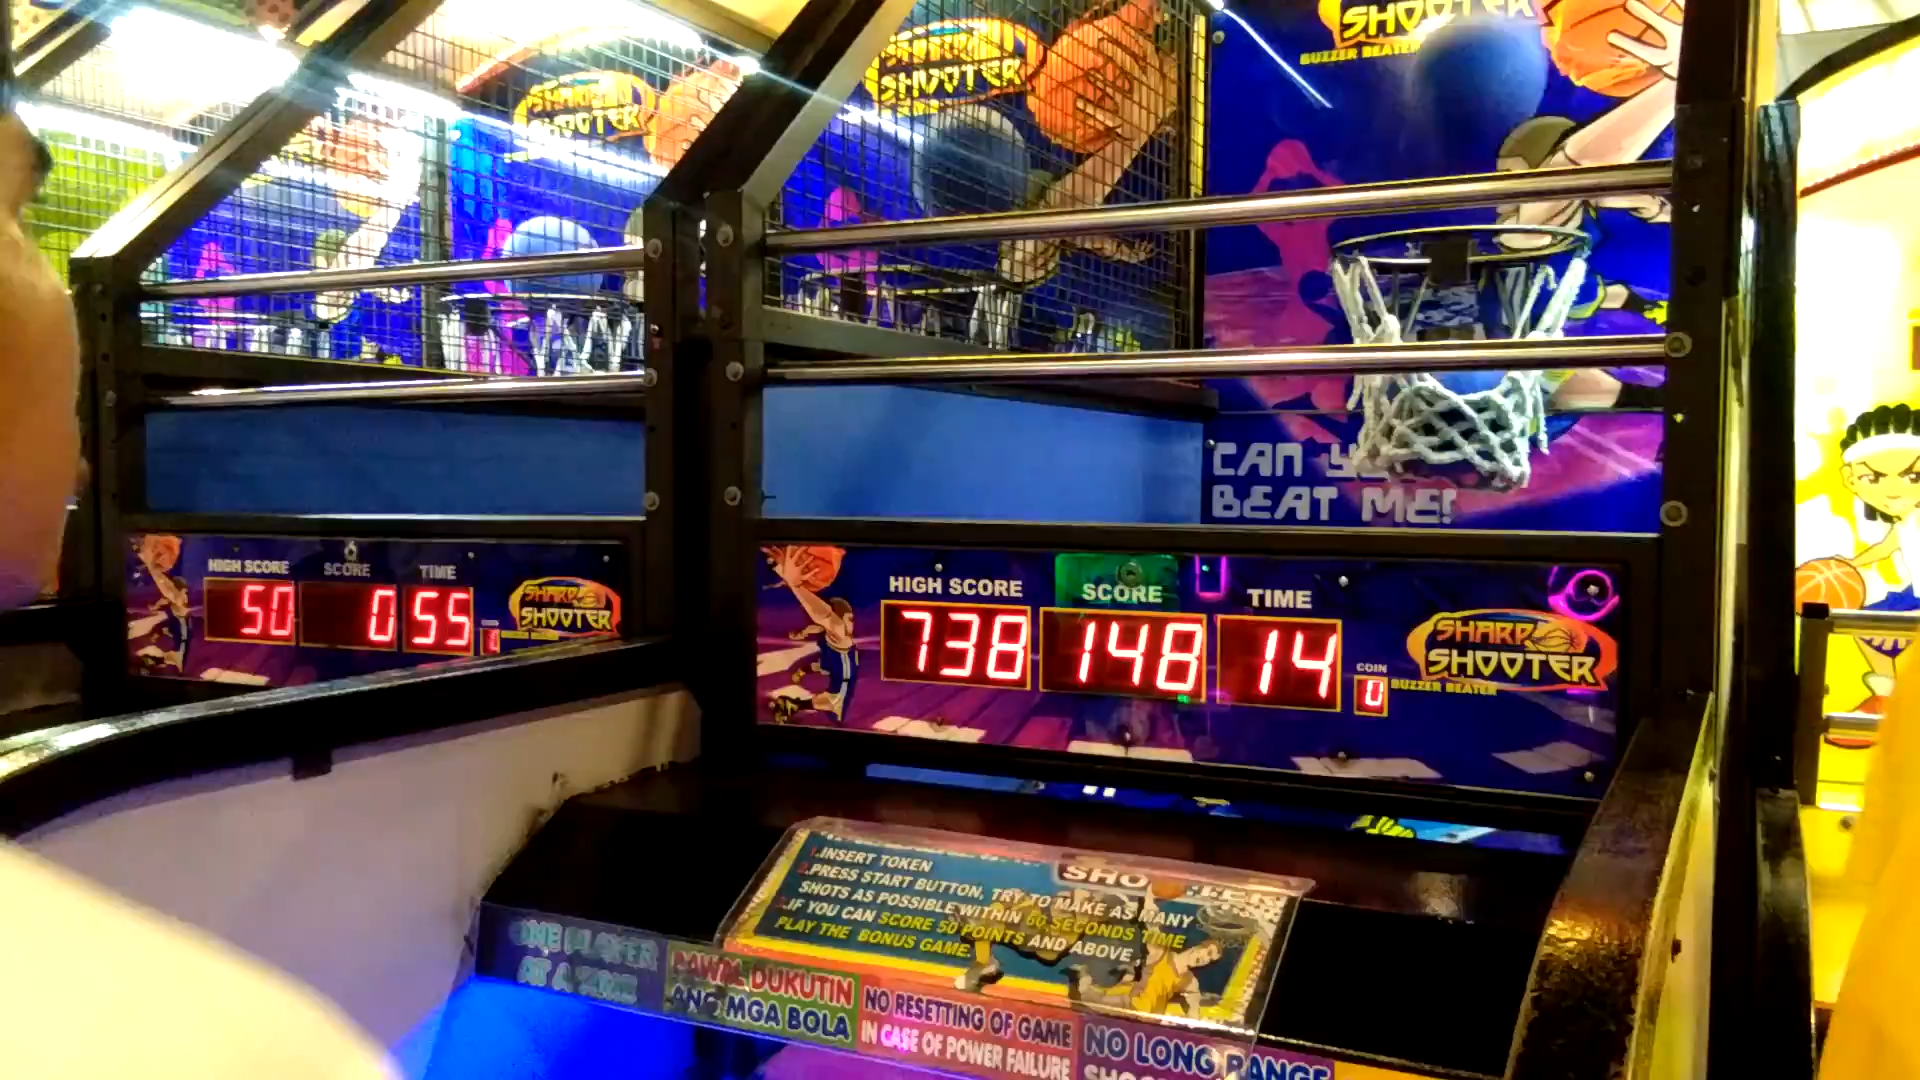 SHOOTER
BUZZER BEATER
SHARP
SHOOTER
SHARP
SHOOTER
CAN
BEAT ME!
HIGH SCORE
SCORE
TIME
50
0
55
SHARP
SHOOTER
HIGH SCORE
SCORE
TIME
738
148
14
COIN
0
SHARP
SHOOTER
BUZZER BEATER
1.INSERT TOKEN
PRESS START BUTTON, TRY TO MAKE AS MANY
SHOTS AS POSSIBLE WITHIN 60 SECONDS TIME
IF YOU CAN SCORE 50 POINTS AND ABOVE,
PLAY THE BONUS GAME.
ONE PLAYER
AT A TIME
BAWAL DUKUTIN
ANG MGA BOLA
NO RESETTING OF GAME
IN CASE OF POWER FAILURE
NO LONG RANGE